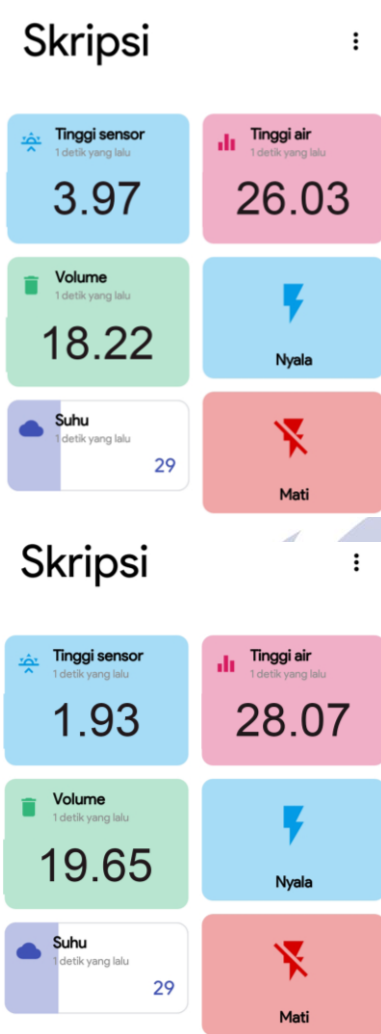 Skripsi
Tinggi sensor
1 detik yang lalu
3.97
Tinggi air
1 detik yang lalu
26.03
Volume
1 detik yang lalu
18.22
Nyala
Suhu
1 detik yang lalu
29
Mati
Skripsi
Tinggi sensor
1 detik yang lalu
1.93
Tinggi air
1 detik yang lalu
28.07
Volume
1 detik yang lalu
19.65
Nyala
Suhu
1 detik yang lalu
29
Mati